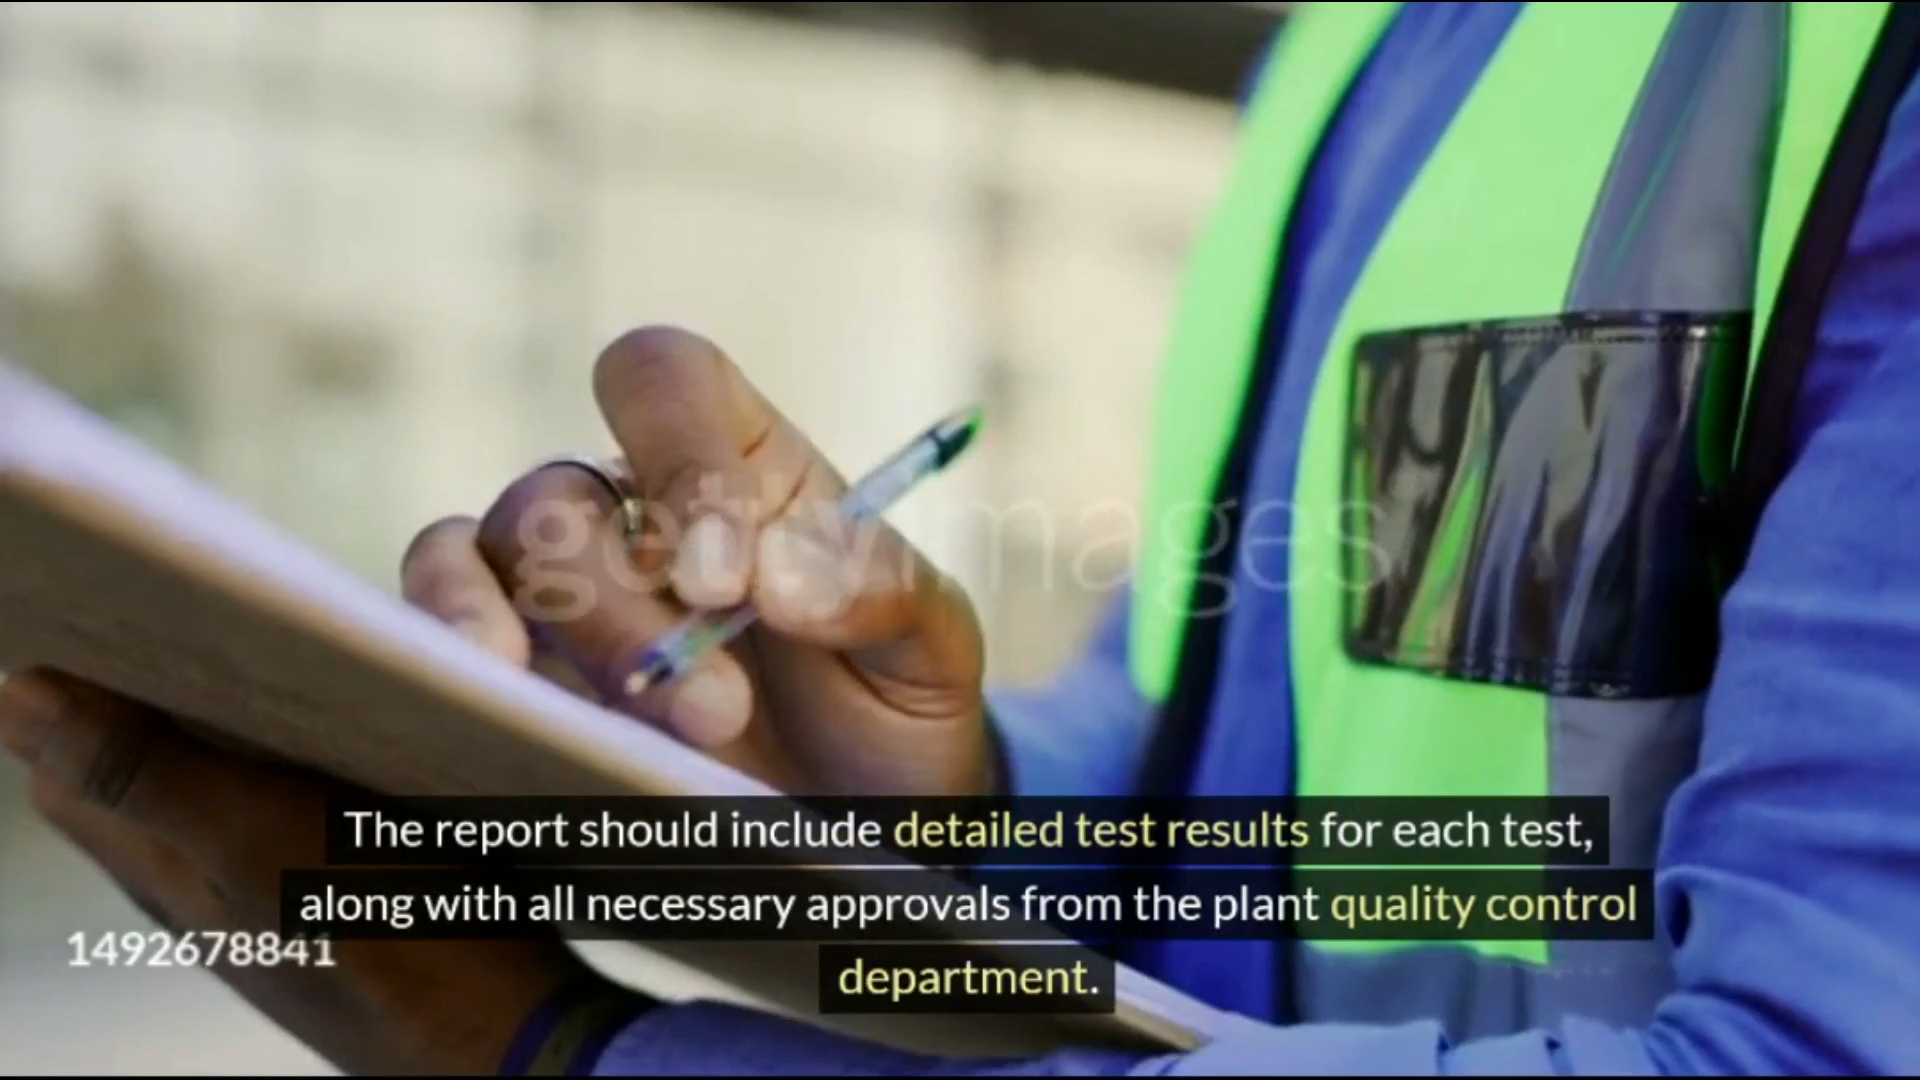 gettyimages
The report should include detailed test results for each test,
along with all necessary approvals from the plant quality control
1492678841
department.